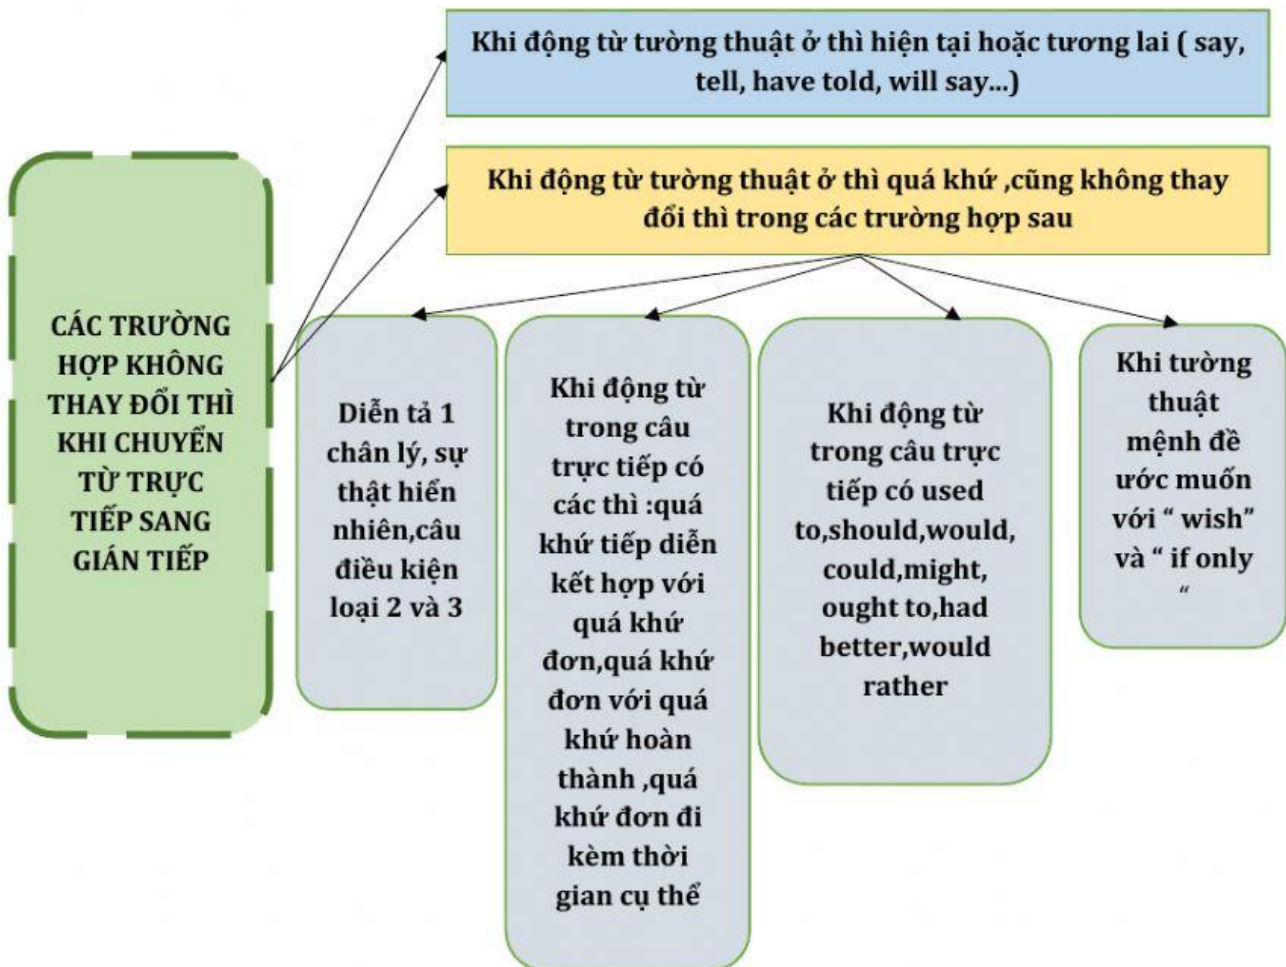 Khi động từ tường thuật ở thì hiện tại hoặc tương lai ( say,
tell, have told, will say...)
Khi động từ tường thuật ở thì quá khứ ,cũng không thay
đổi thì trong các trường hợp sau
CÁC TRƯỜNG
HỢP KHÔNG
THAY ĐỔI THÌ
KHI CHUYỂN
TỪ TRỰC
TIẾP SANG
GIÁN TIẾP
Diễn tả 1
chân lý, sự
thật hiển
nhiên,câu
điều kiện
loại 2 và 3
Khi động từ
trong câu
trực tiếp có
các thì :quá
khứ tiếp diễn
kết hợp với
quá khứ
đơn,quá khứ
đơn với quá
khứ hoàn
thành ,quá
khứ đơn đi
kèm thời
gian cụ thể
Khi động từ
trong câu trực
tiếp có used
to,should,would,
could,might,
ought to,had
better,would
rather
Khi tường
thuật
mệnh đề
ước muốn
với “ wish”
và “ if only
“